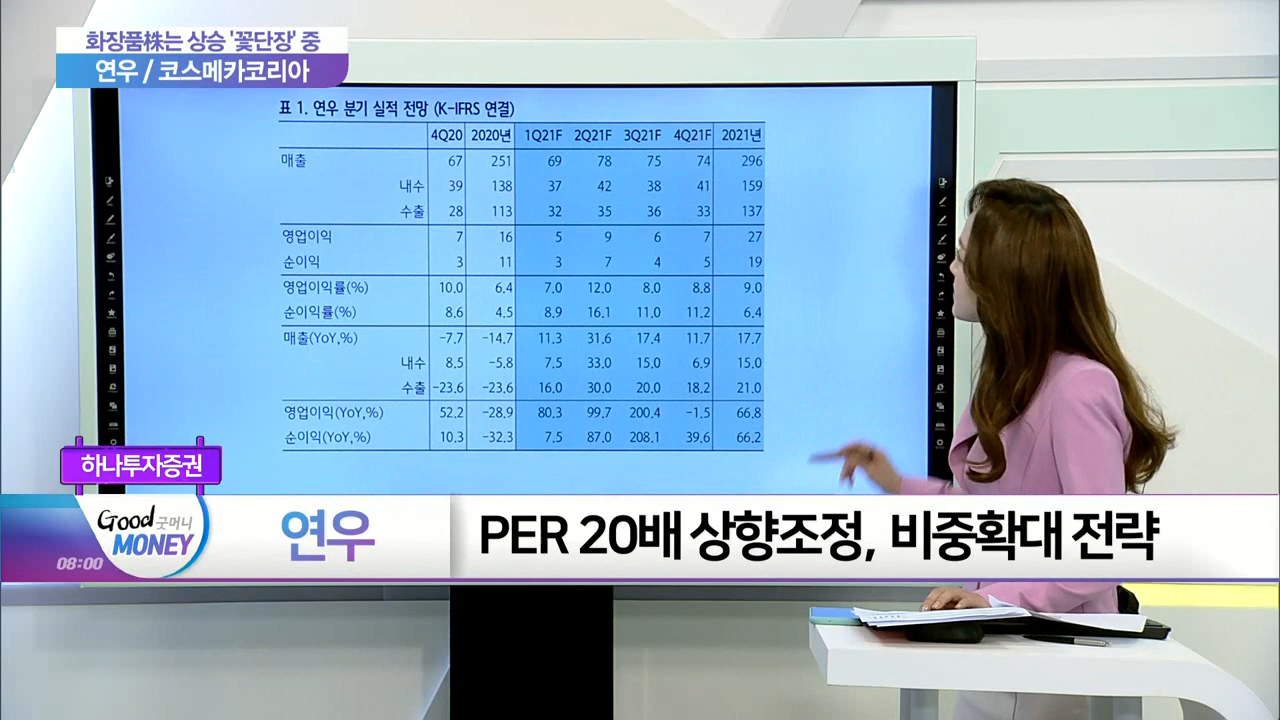 화장품株는 상승 '꽃단장' 중
연우 / 코스메카코리아
표 1. 연우 분기 실적 전망 (K-IFRS 연결)
4Q20 2020년 1Q21F 2Q21F 3Q21F 4Q21F 2021년
매출 67 251 69 78 75 74 296
내수 39 138 37 42 38 41 159
수출 28 113 32 35 36 33 137
영업이익 7 16 5 9 6 7 27
순이익 3 11 3 7 4 5 19
영업이익률(%) 10.0 6.4 7.0 12.0 8.0 8.8 9.0
순이익률(%) 8.6 4.5 8.9 16.1 11.0 11.2 6.4
매출(YoY,%) -7.7 -14.7 11.3 31.6 17.4 11.7 17.7
내수 8.5 -5.8 7.5 33.0 15.0 6.9 15.0
수출 -23.6 -23.6 16.0 30.0 20.0 18.2 21.0
영업이익(YoY,%) 52.2 -28.9 80.3 99.7 200.4 -1.5 66.8
순이익(YoY,%) 10.3 -32.3 7.5 87.0 208.1 39.6 66.2
하나투자증권
Good 굿머니
MONEY
08:00
연우
PER 20배 상향조정, 비중확대 전략